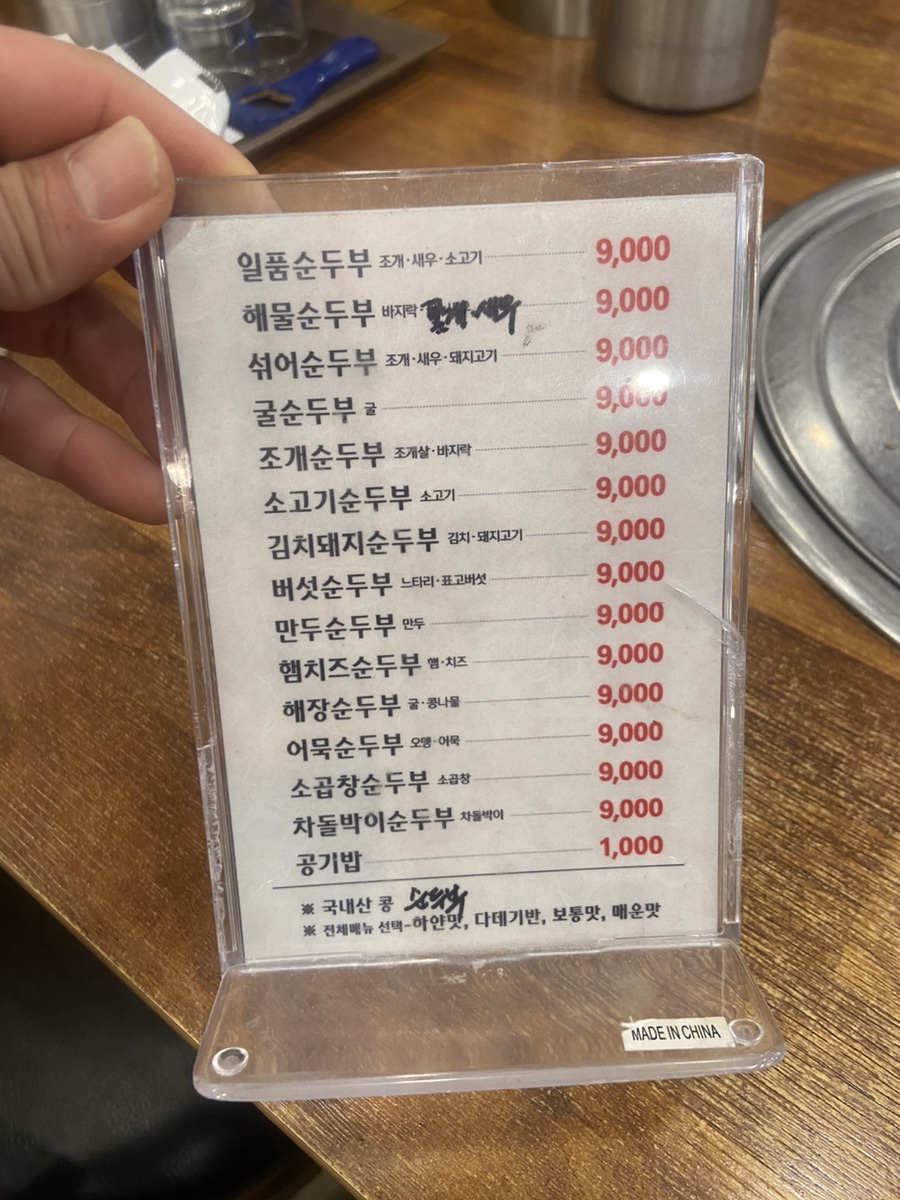 일품순두부 조개·새우·소고기 9,000
해물순두부 바지락 꽃게·새우 9,000
섞어순두부 조개·새우·돼지고기 9,000
굴순두부 굴 9,000
조개순두부 조개살·바지락 9,000
소고기순두부 소고기 9,000
김치돼지순두부 김치·돼지고기 9,000
버섯순두부 느타리·표고버섯 9,000
만두순두부 만두 9,000
햄치즈순두부 햄·치즈 9,000
해장순두부 굴·콩나물 9,000
어묵순두부 오뎅·어묵 9,000
소곱창순두부 소곱창 9,000
차돌박이순두부 차돌박이 9,000
공기밥 1,000
※ 국내산 콩 순두부
※ 전체메뉴 선택-하얀맛, 다데기반, 보통맛, 매운맛
MADE IN CHINA